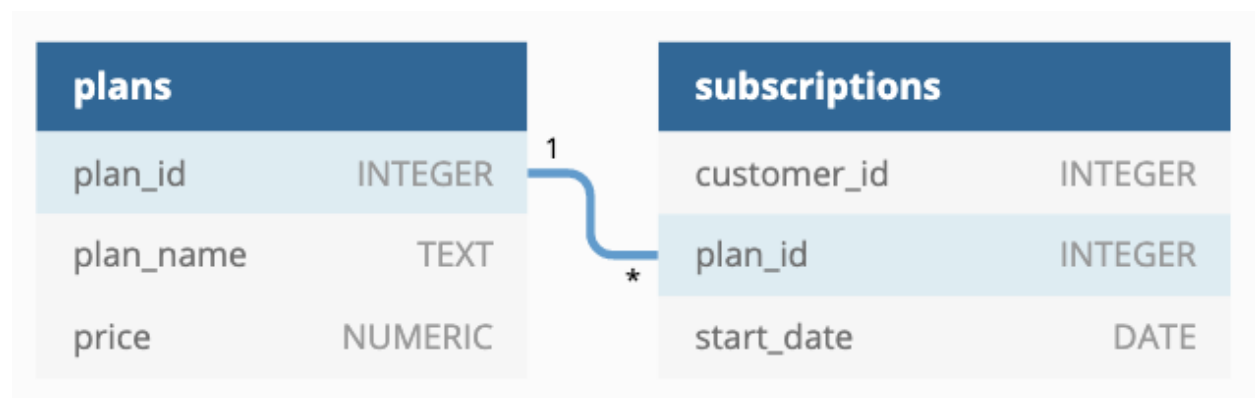 plans
plan_id INTEGER
plan_name TEXT
price NUMERIC
1
*
subscriptions
customer_id INTEGER
plan_id INTEGER
start_date DATE